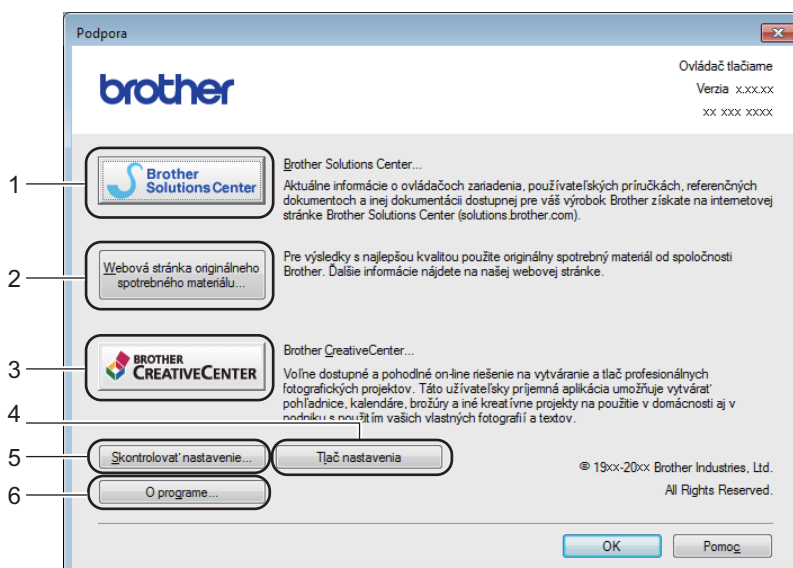 Podpora
brother
Ovládač tlačiarne
Verzia x.xx.xx
xx xxx xxxx
1
Brother
Solutions Center
Brother Solutions Center...
Aktuálne informácie o ovládačoch zariadenia, používateľských príručkách, referenčných
dokumentoch a inej dokumentácii dostupnej pre váš výrobok Brother získate na internetovej
stránke Brother Solutions Center (solutions.brother.com).
2
Webová stránka originálneho
spotrebného materiálu...
Pre výsledky s najlepšou kvalitou použite originálny spotrebný materiál od spoločnosti
Brother. Ďalšie informácie nájdete na našej webovej stránke.
3
BROTHER
CREATIVECENTER
Brother CreativeCenter...
Voľne dostupné a pohodlné on-line riešenie na vytváranie a tlač profesionálnych
fotografických projektov. Táto užívateľsky príjemná aplikácia umožňuje vytvárať
pohľadnice, kalendáre, brožúry a iné kreatívne projekty na použitie v domácnosti aj v
podniku s použitím vašich vlastných fotografií a textov.
4
5
Skontrolovať nastavenie...
Tlač nastavenia
6
O programe...
© 19xx-20xx Brother Industries, Ltd.
All Rights Reserved.
OK
Pomoc